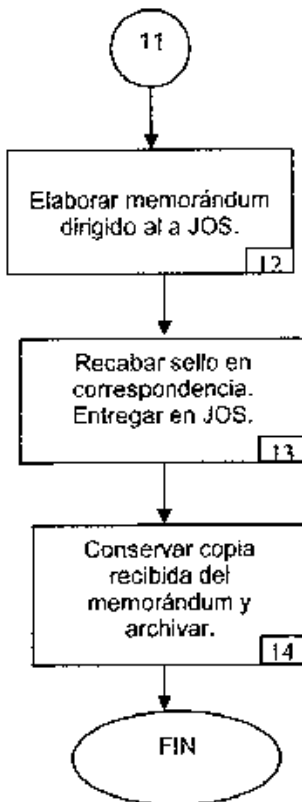 11
Elaborar memorándum
dirigido al a JOS.
12
Recabar sello en
correspondencia.
Entregar en JOS.
13
Conservar copia
recibida del
memorándum y
archivar.
14
FIN